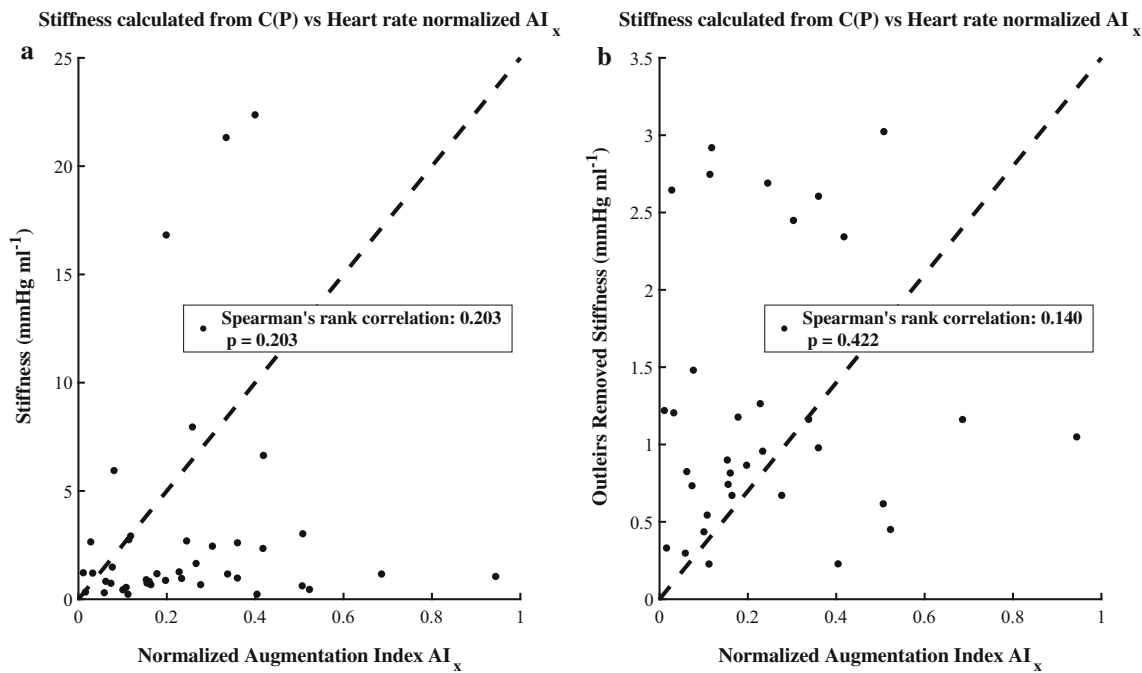 Stiffness calculated from C(P) vs Heart rate normalized AI x
a
25
20
15
10
5
0
Stiffness (mmHg ml-1)
Spearman's rank correlation: 0.203
p = 0.203
0 0.2 0.4 0.6 0.8 1
Normalized Augmentation Index AI x
Stiffness calculated from C(P) vs Heart rate normalized AI x
b
3.5
3
2.5
2
1.5
1
0.5
0
Outleirs Removed Stiffness (mmHg ml-1)
Spearman's rank correlation: 0.140
p = 0.422
0 0.2 0.4 0.6 0.8 1
Normalized Augmentation Index AI x